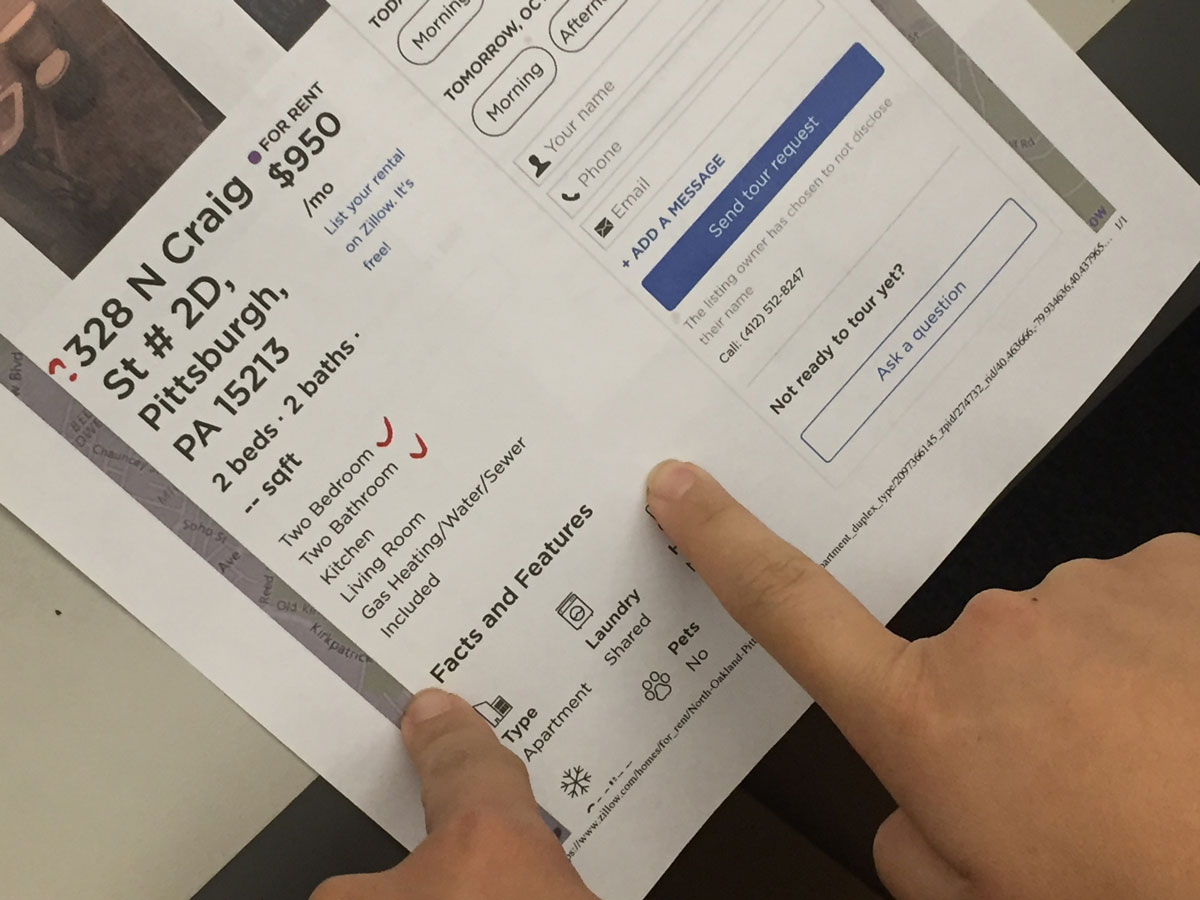 FOR RENT
328 N Craig $950
St # 2D, /mo
Pittsburgh,
PA 15213
List your rental
on Zillow. It's
free!
2 beds · 2 baths ·
-- sqft
Two Bedroom
Two Bathroom
Kitchen
Living Room
Gas Heating/Water/Sewer
Included
Facts and Features
Type
Apartment
Laundry
Shared
Pets
No
Morning
TOMORROW, OC
Morning
Your name
Phone
Email
+ ADD A MESSAGE
Send tour request
The listing owner has chosen to not disclose
their name
Call: (412) 512-8247
Not ready to tour yet?
Ask a question
Chauncey
Soho St
Ave
Reed
Kirkpatrick
1/1